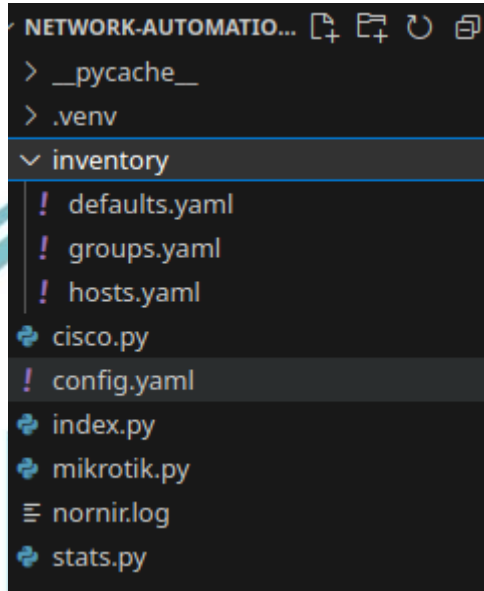 NETWORK-AUTOMATIO...
__pycache__
.venv
inventory
! defaults.yaml
! groups.yaml
! hosts.yaml
cisco.py
! config.yaml
index.py
mikrotik.py
nornir.log
stats.py